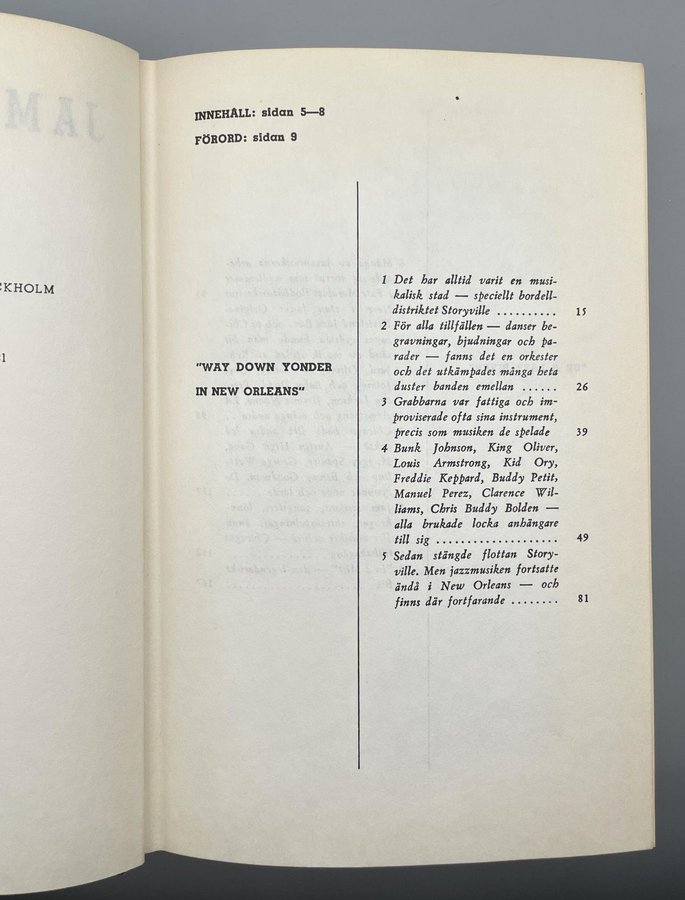 JAM
CKHOLM
INNEHÅLL: sidan 5—8
FÖRORD: sidan 9
"WAY DOWN YONDER
IN NEW ORLEANS"
1 Det har alltid varit en musi-
kalisk stad — speciellt bordell-
distriktet Storyville .......... 15
2 För alla tillfällen — danser be-
gravningar, bjudningar och pa-
rader — fanns det en orkester
och det utkämpades många heta
duster banden emellan ...... 26
3 Grabbarna var fattiga och im-
proviserade ofta sina instrument,
precis som musiken de spelade 39
4 Bunk Johnson, King Oliver,
Louis Armstrong, Kid Ory,
Freddie Keppard, Buddy Petit,
Manuel Perez, Clarence Wil-
liams, Chris Buddy Bolden —
alla brukade locka anhängare
till sig ................... 49
5 Sedan stängde flottan Story-
ville. Men jazzmusiken fortsatte
ändå i New Orleans — och
finns där fortfarande ........ 81